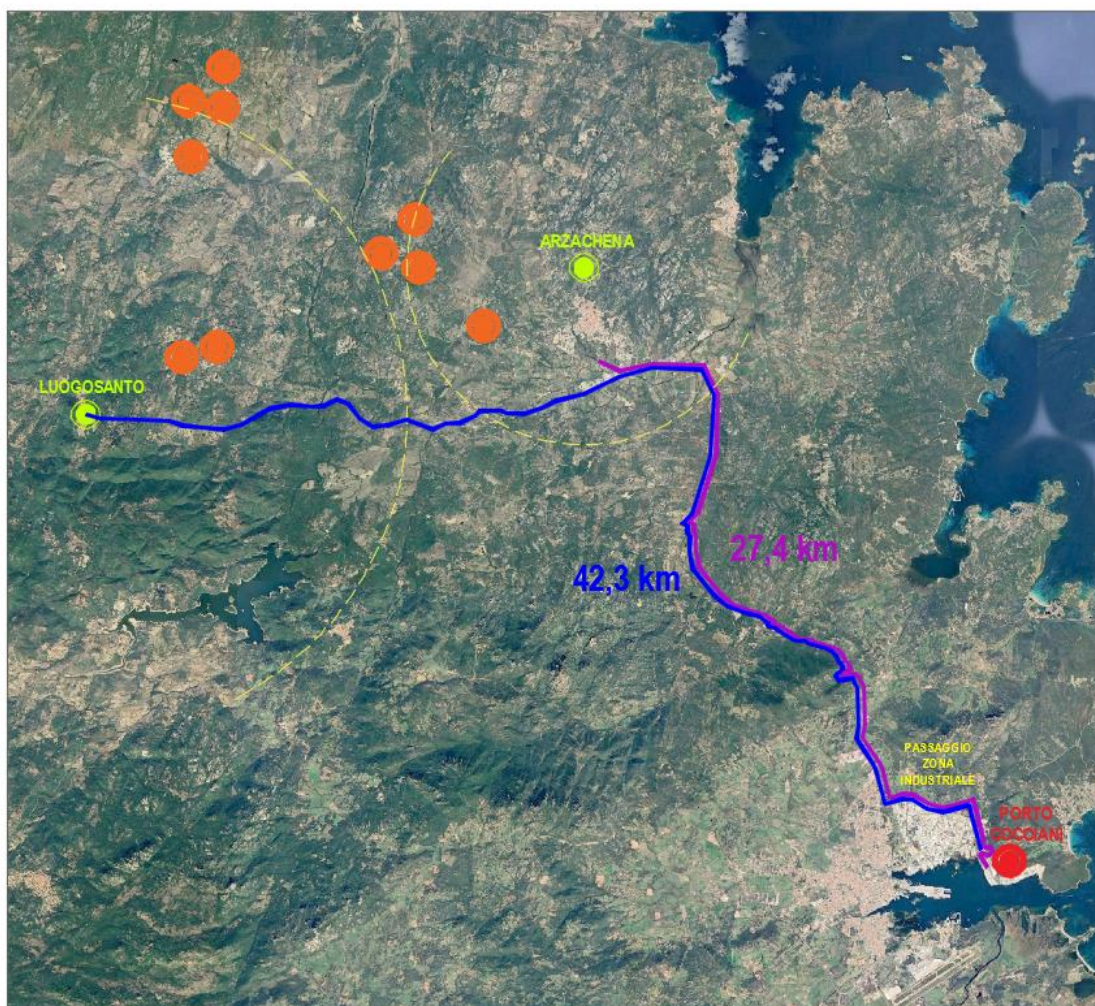 ARZACHENA
LUOGOSANTO
27,4 km
42,3 km
PASSAGGIO
ZONA
INDUSTRIALE
PORTO
COCCIANI